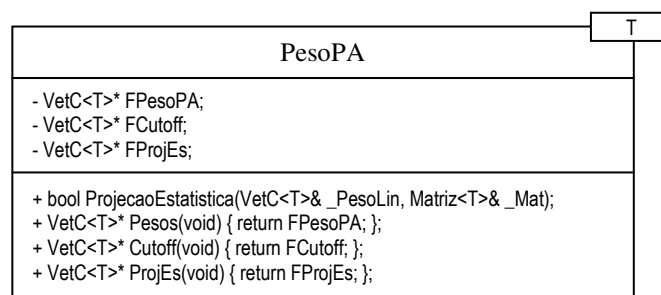 T
PesoPA
- VetC<T>* FPesoPA;
- VetC<T>* FCutoff;
- VetC<T>* FProjEs;
+ bool ProjecaoEstatistica(VetC<T>& _PesoLin, Matriz<T>& _Mat);
+ VetC<T>* Pesos(void) { return FPesoPA; };
+ VetC<T>* Cutoff(void) { return FCutoff; };
+ VetC<T>* ProjEs(void) { return FProjEs; };